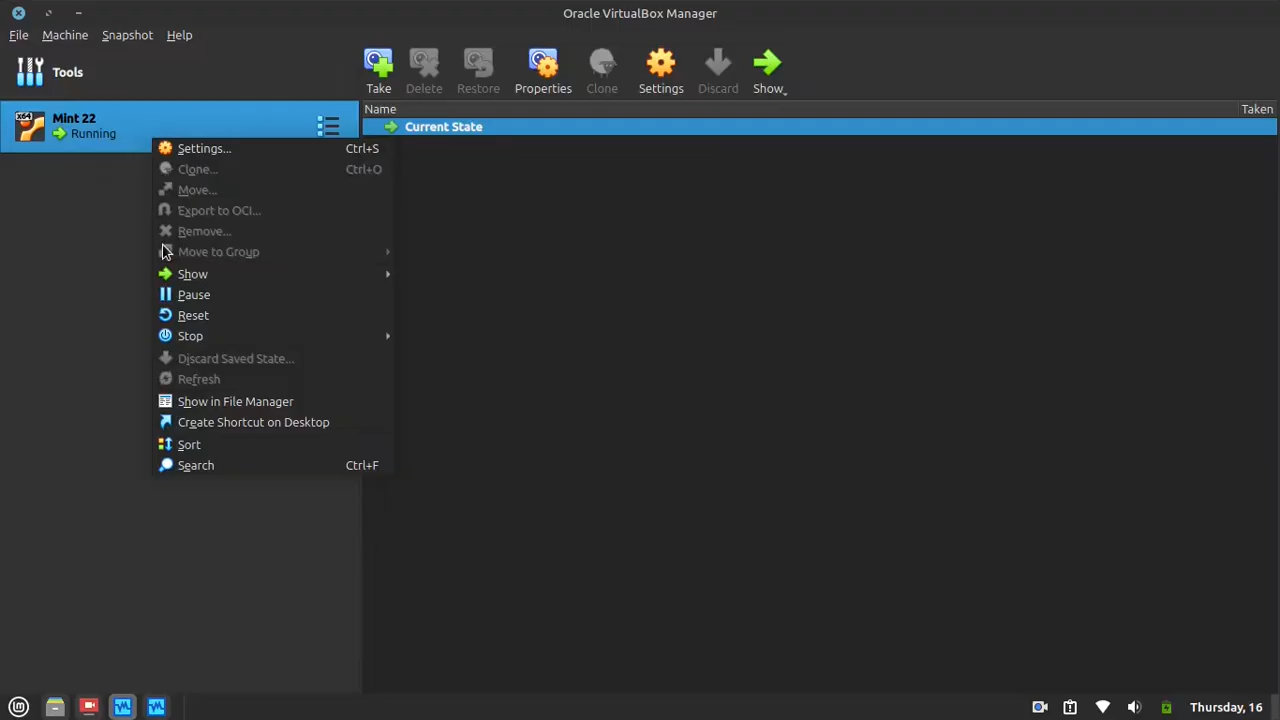 Oracle VirtualBox Manager
File Machine Snapshot Help
Tools
Take Delete Restore Properties Clone Settings Discard Show
x64
Mint 22
Running
Name Taken
Current State
Settings... Ctrl+S
Clone... Ctrl+O
Move...
Export to OCI...
Remove...
Move to Group
Show
Pause
Reset
Stop
Discard Saved State...
Refresh
Show in File Manager
Create Shortcut on Desktop
Sort
Search Ctrl+F
Thursday, 16